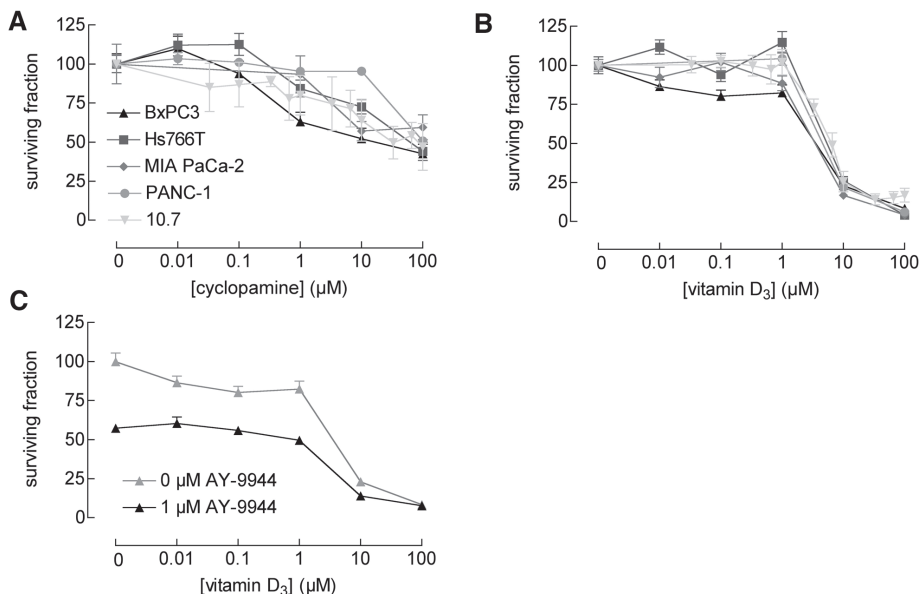 A
125
100
75
50
25
0
surviving fraction
BxPC3
Hs766T
MIA PaCa-2
PANC-1
10.7
0 0.01 0.1 1 10 100
[cyclopamine] (µM)
B
125
100
75
50
25
0
surviving fraction
0 0.01 0.1 1 10 100
[vitamin D3] (µM)
C
125
100
75
50
25
0
surviving fraction
0 µM AY-9944
1 µM AY-9944
0 0.01 0.1 1 10 100
[vitamin D3] (µM)